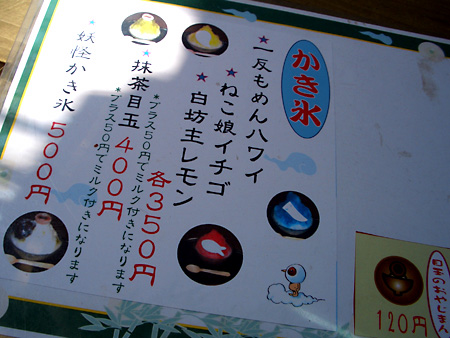 かき氷
★一反もめんハワイ
★ねこ娘イチゴ
★白坊主レモン
各350円
*プラス50円でミルク付きになります
★抹茶目玉 400円
*プラス50円でミルク付きになります
★妖怪かき氷 500円
目玉のおやじまん
120円